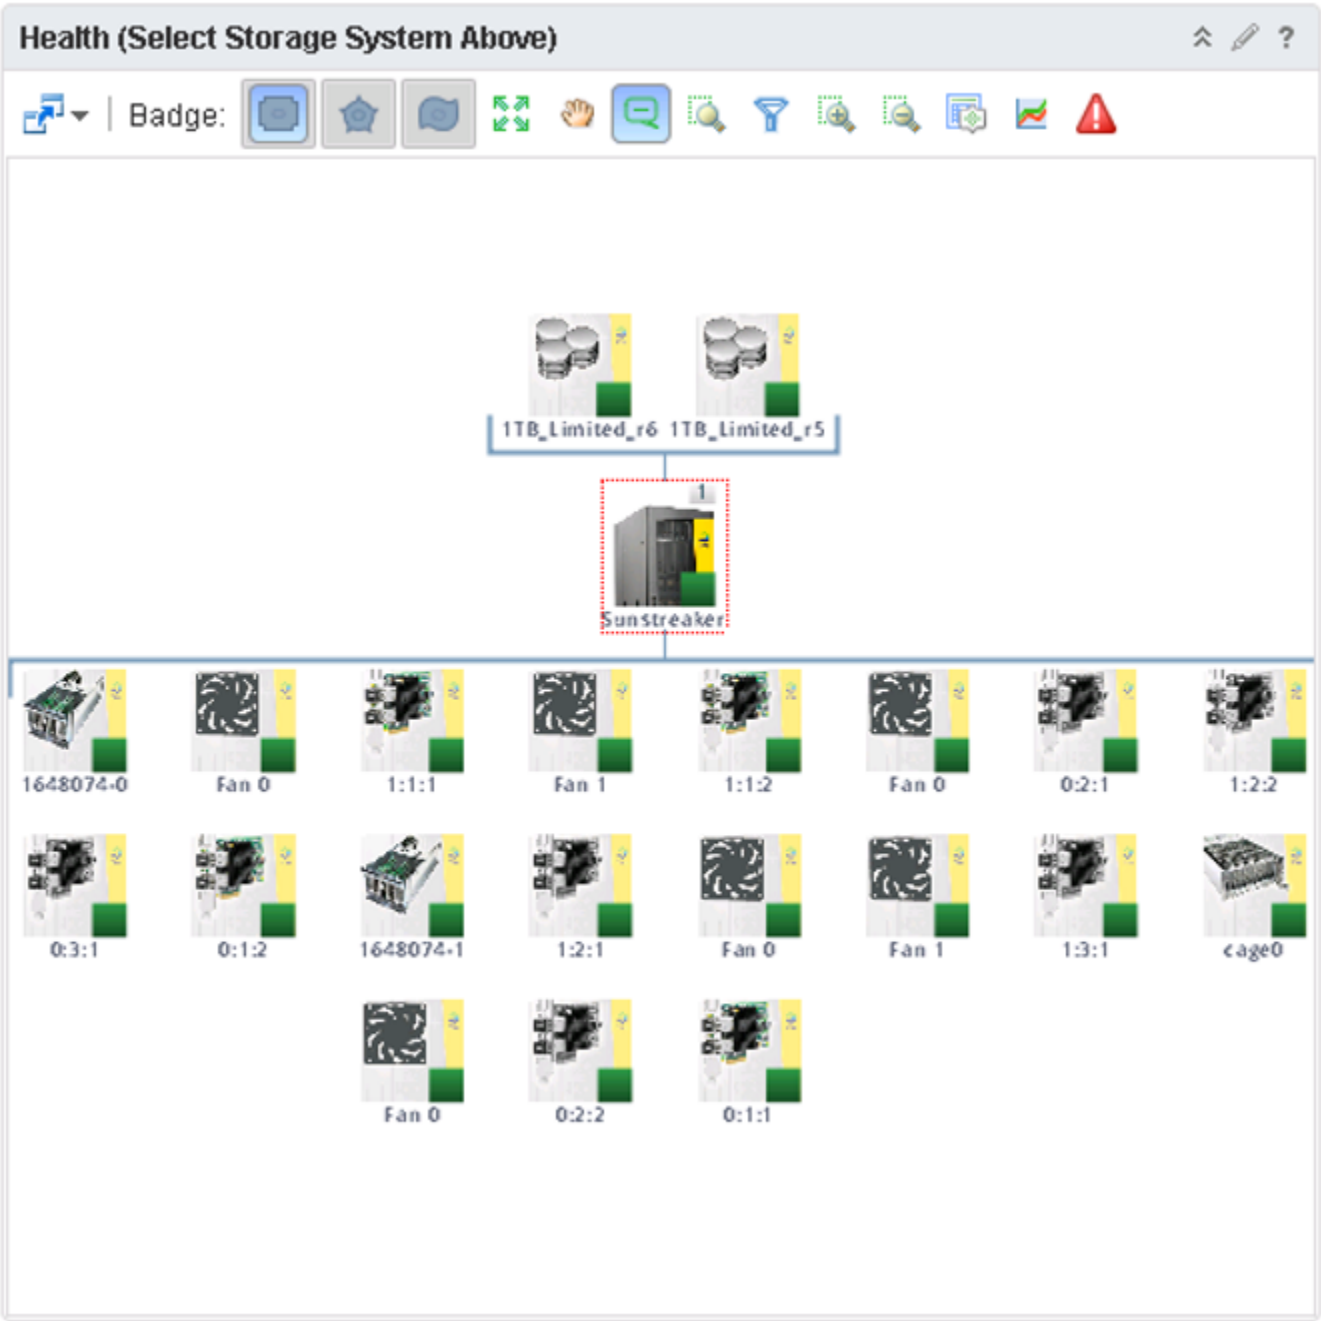 Health (Select Storage System Above)
?
Badge:
1TB_Limited_r6 1TB_Limited_r5
1
Sunstreaker
1648074-0 Fan 0 1:1:1 Fan 1 1:1:2 Fan 0 0:2:1 1:2:2
0:3:1 0:1:2 1648074-1 1:2:1 Fan 0 Fan 1 1:3:1 cage0
Fan 0 0:2:2 0:1:1